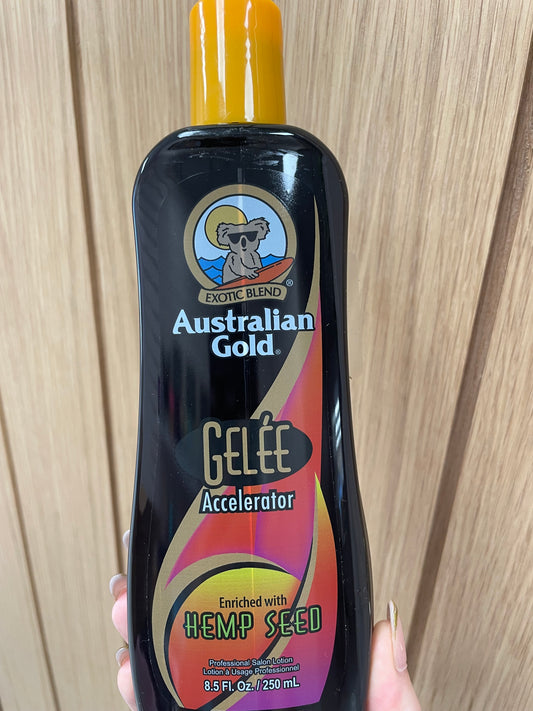 EXOTIC BLEND
®
Australian
Gold®
GELÉE
Accelerator
Enriched with
HEMP SEED
Professional Salon Lotion
Lotion à Usage Professionnel
8.5 Fl. Oz. / 250 mL